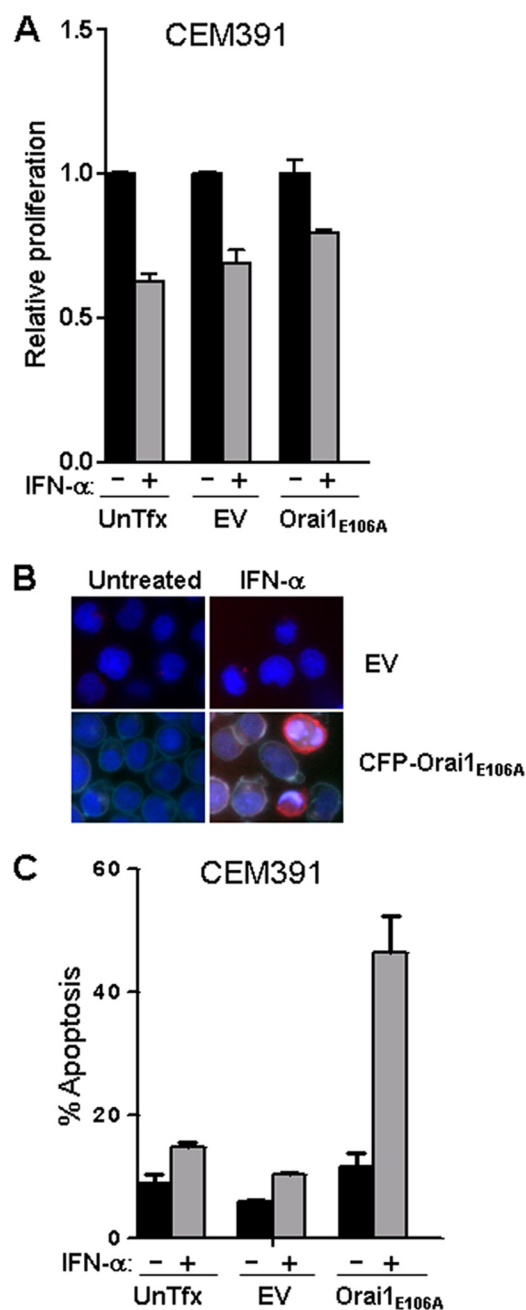 A
CEM391
1.5
1.0
0.5
0.0
Relative proliferation
IFN-α: − + − + − +
UnTfx EV Orai1E106A
B
Untreated IFN-α
EV
CFP-Orai1E106A
C
CEM391
60
40
20
0
% Apoptosis
IFN-α: − + − + − +
UnTfx EV Orai1E106A